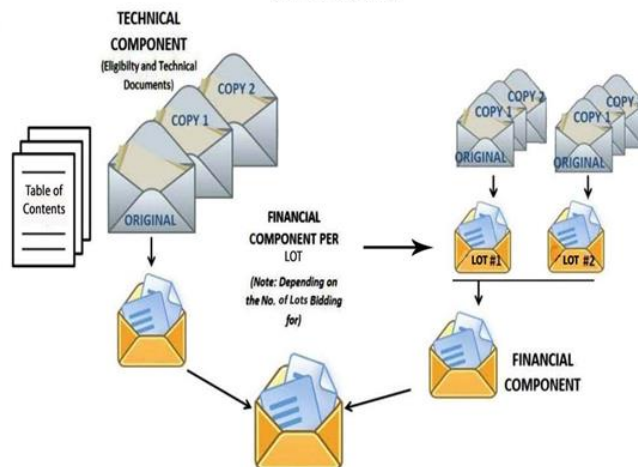 TECHNICAL
COMPONENT
(Eligibilty and Technical
Documents)
COPY 2
COPY 1
ORIGINAL
Table of
Contents
FINANCIAL
COMPONENT PER
LOT
(Note: Depending on
the No. of Lots Bidding
for)
COPY 2
COPY 1
ORIGINAL
COPY 1
ORIGINAL
LOT #1
LOT #2
FINANCIAL
COMPONENT